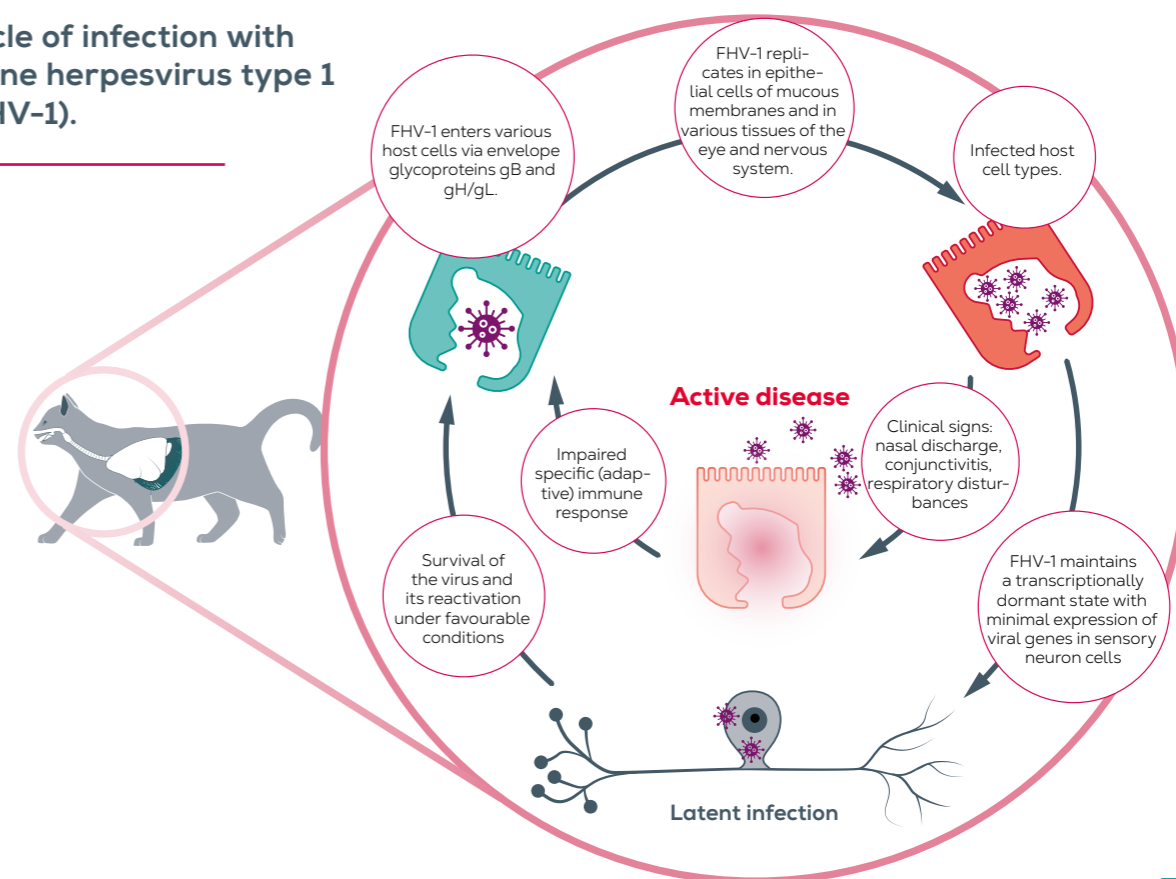 cle of infection with
ne herpesvirus type 1
HV-1).
FHV-1 enters various
host cells via envelope
glycoproteins gB and
gH/gL.
FHV-1 repli-
cates in epithe-
lial cells of mucous
membranes and in
various tissues of the
eye and nervous
system.
Infected host
cell types.
Active disease
Clinical signs:
nasal discharge,
conjunctivitis,
respiratory distur-
bances
Impaired
specific (adap-
tive) immune
response
Survival of
the virus and
its reactivation
under favourable
conditions
FHV-1 maintains
a transcriptionally
dormant state with
minimal expression of
viral genes in sensory
neuron cells
Latent infection